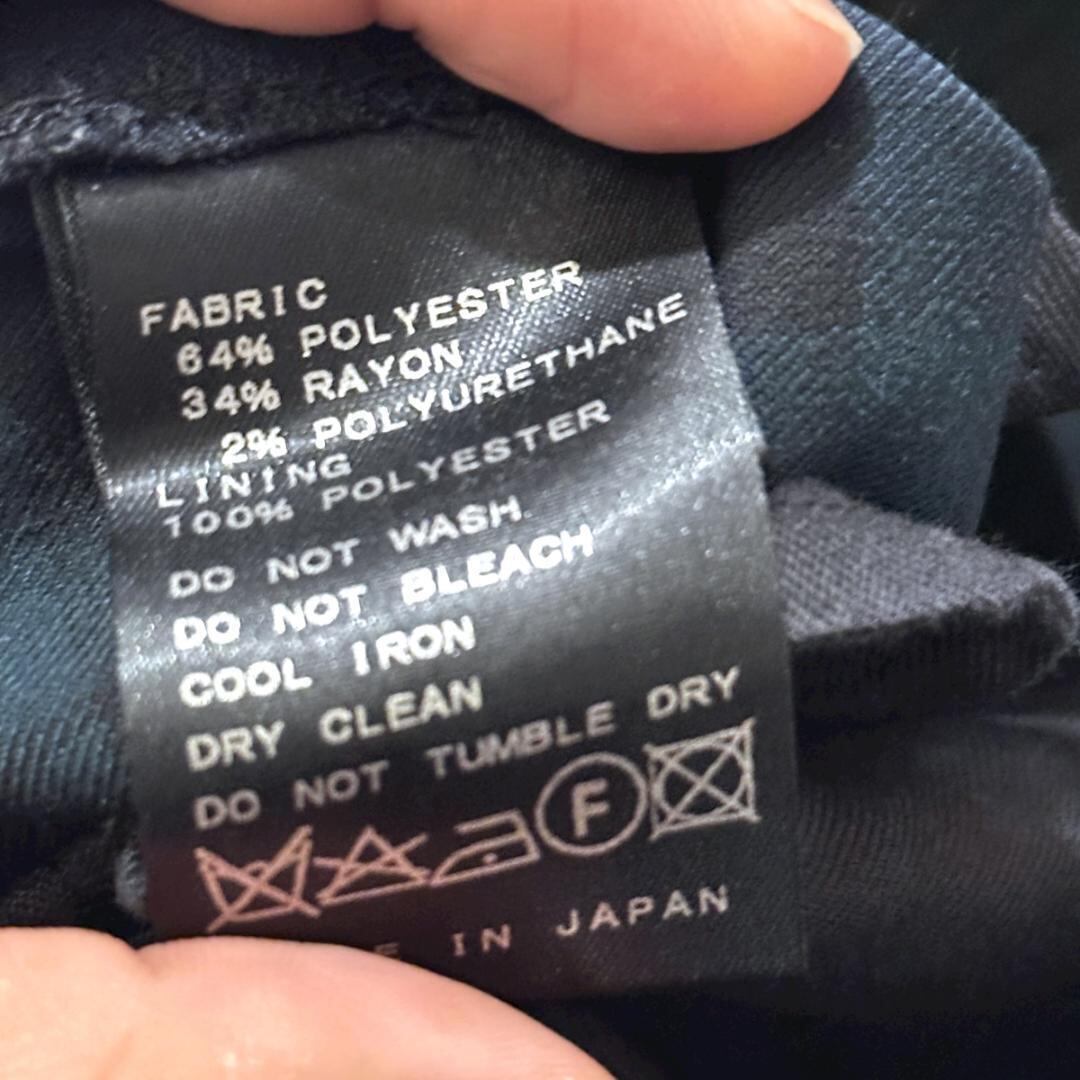 FABRIC
64% POLYESTER
34% RAYON
2% POLYURETHANE
LINING
100% POLYESTER
DO NOT WASH
DO NOT BLEACH
COOL IRON
DRY CLEAN
DO NOT TUMBLE DRY
F
IN JAPAN